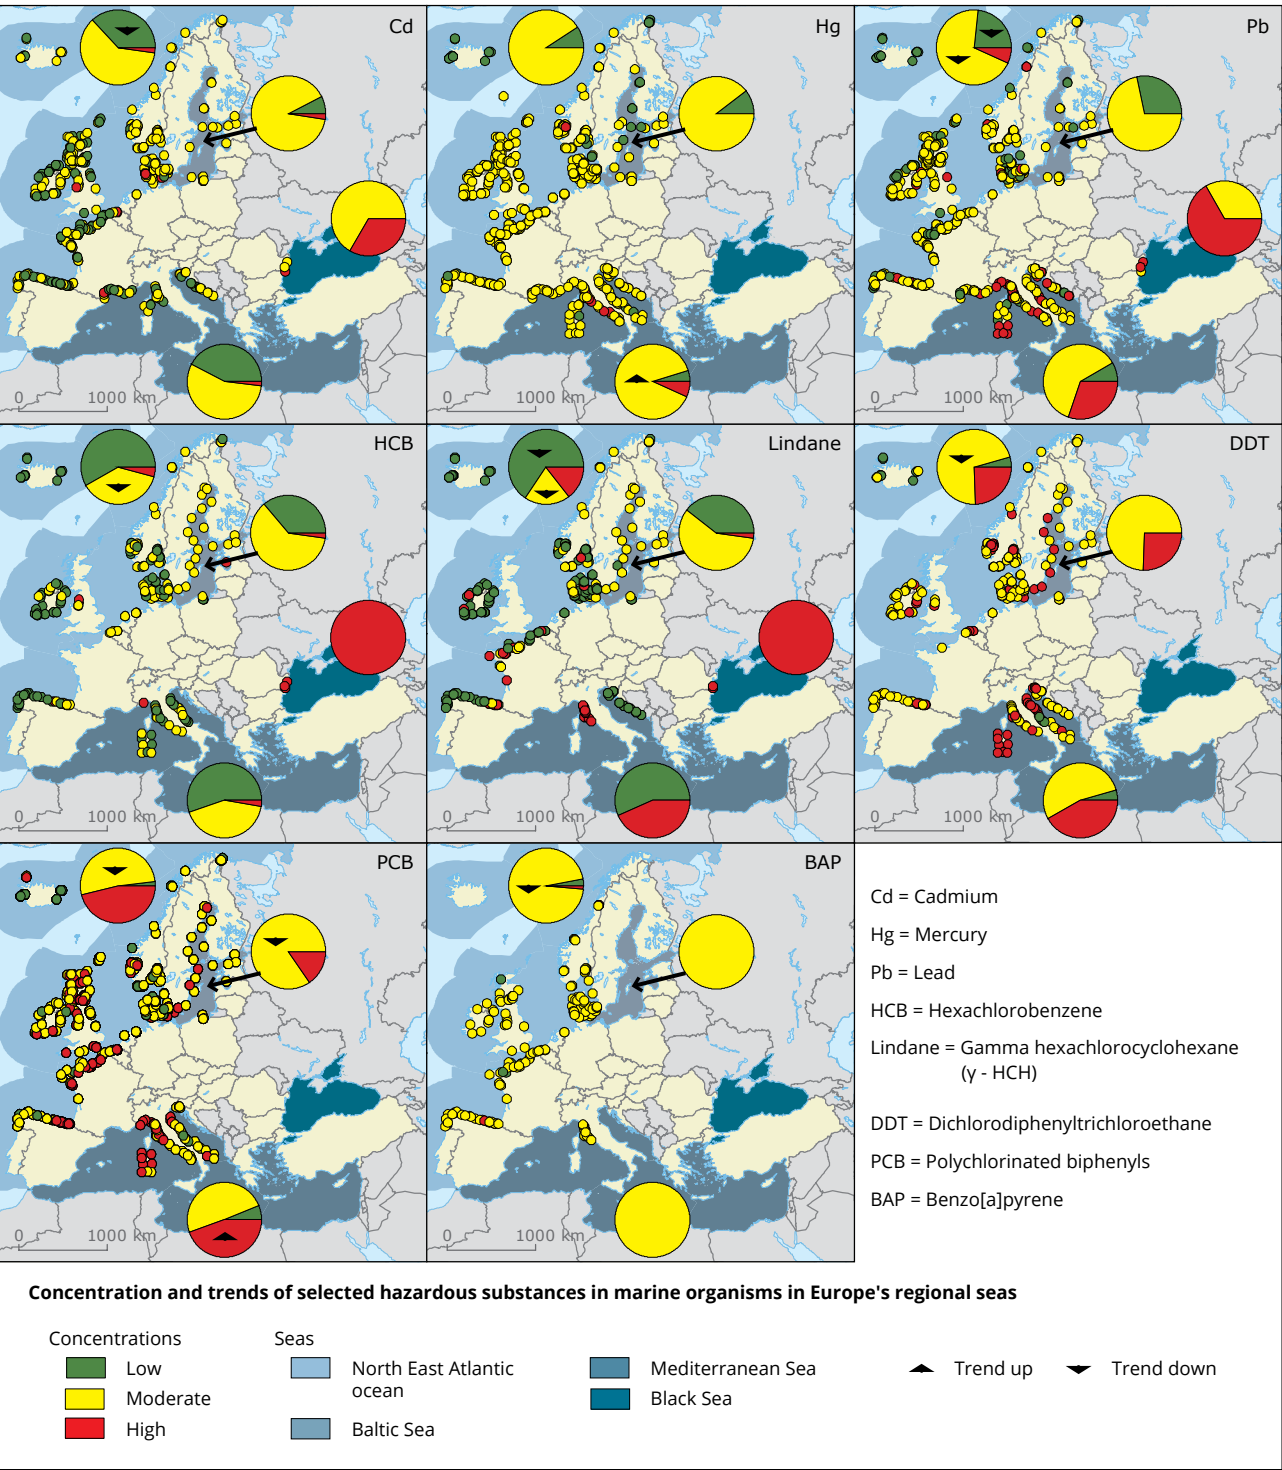 Cd
Hg
Pb
0 1000 km
0 1000 km
0 1000 km
HCB
Lindane
DDT
0 1000 km
0 1000 km
0 1000 km
PCB
BAP
0 1000 km
0 1000 km
Cd = Cadmium
Hg = Mercury
Pb = Lead
HCB = Hexachlorobenzene
Lindane = Gamma hexachlorocyclohexane
(γ - HCH)
DDT = Dichlorodiphenyltrichloroethane
PCB = Polychlorinated biphenyls
BAP = Benzo[a]pyrene
Concentration and trends of selected hazardous substances in marine organisms in Europe's regional seas
Concentrations
Low
Moderate
High
Seas
North East Atlantic
ocean
Baltic Sea
Mediterranean Sea
Black Sea
Trend up
Trend down